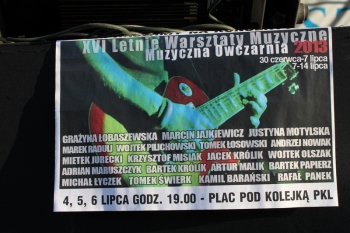 XVI Letnie Warsztaty Muzyczne
Muzyczna Owczarnia 2013
30 czerwca-7 lipca
7-14 lipca
GRAŻYNA ŁOBASZEWSKA MARCIN JAJKIEWICZ JUSTYNA MOTYLSKA
MAREK RADULI WOJTEK PILICHOWSKI TOMEK ŁOSOWSKI ANDRZEJ NOWAK
MIETEK JURECKI KRZYSZTOF MISIAK JACEK KRÓLIK WOJTEK OLSZAK
ADRIAN MARUSZCZYK BARTEK KRÓLIK ARTUR MALIK BARTEK PAPIERZ
MICHAŁ ŁYCZEK TOMEK ŚWIERK KAMIL BARAŃSKI RAFAŁ PANEK
4, 5, 6 LIPCA GODZ. 19.00 - PLAC POD KOLEJKĄ PKL